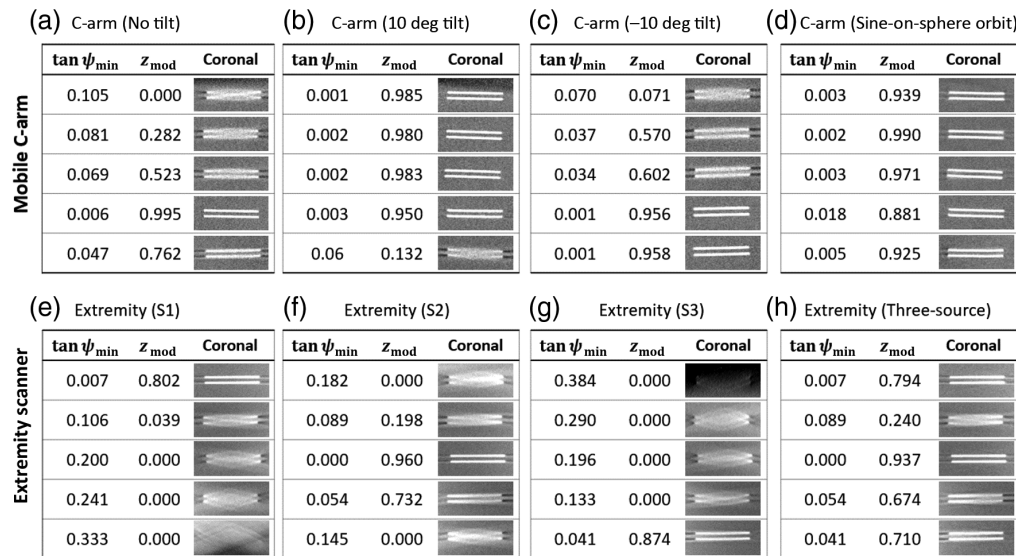 (a) C-arm (No tilt) (b) C-arm (10 deg tilt) (c) C-arm (−10 deg tilt) (d) C-arm (Sine-on-sphere orbit)
Mobile C-arm
tan ψmin zmod Coronal tan ψmin zmod Coronal tan ψmin zmod Coronal tan ψmin zmod Coronal
0.105 0.000 0.001 0.985 0.070 0.071 0.003 0.939
0.081 0.282 0.002 0.980 0.037 0.570 0.002 0.990
0.069 0.523 0.002 0.983 0.034 0.602 0.003 0.971
0.006 0.995 0.003 0.950 0.001 0.956 0.018 0.881
0.047 0.762 0.06 0.132 0.001 0.958 0.005 0.925
(e) Extremity (S1) (f) Extremity (S2) (g) Extremity (S3) (h) Extremity (Three-source)
Extremity scanner
tan ψmin zmod Coronal tan ψmin zmod Coronal tan ψmin zmod Coronal tan ψmin zmod Coronal
0.007 0.802 0.182 0.000 0.384 0.000 0.007 0.794
0.106 0.039 0.089 0.198 0.290 0.000 0.089 0.240
0.200 0.000 0.000 0.960 0.196 0.000 0.000 0.937
0.241 0.000 0.054 0.732 0.133 0.000 0.054 0.674
0.333 0.000 0.145 0.000 0.041 0.874 0.041 0.710